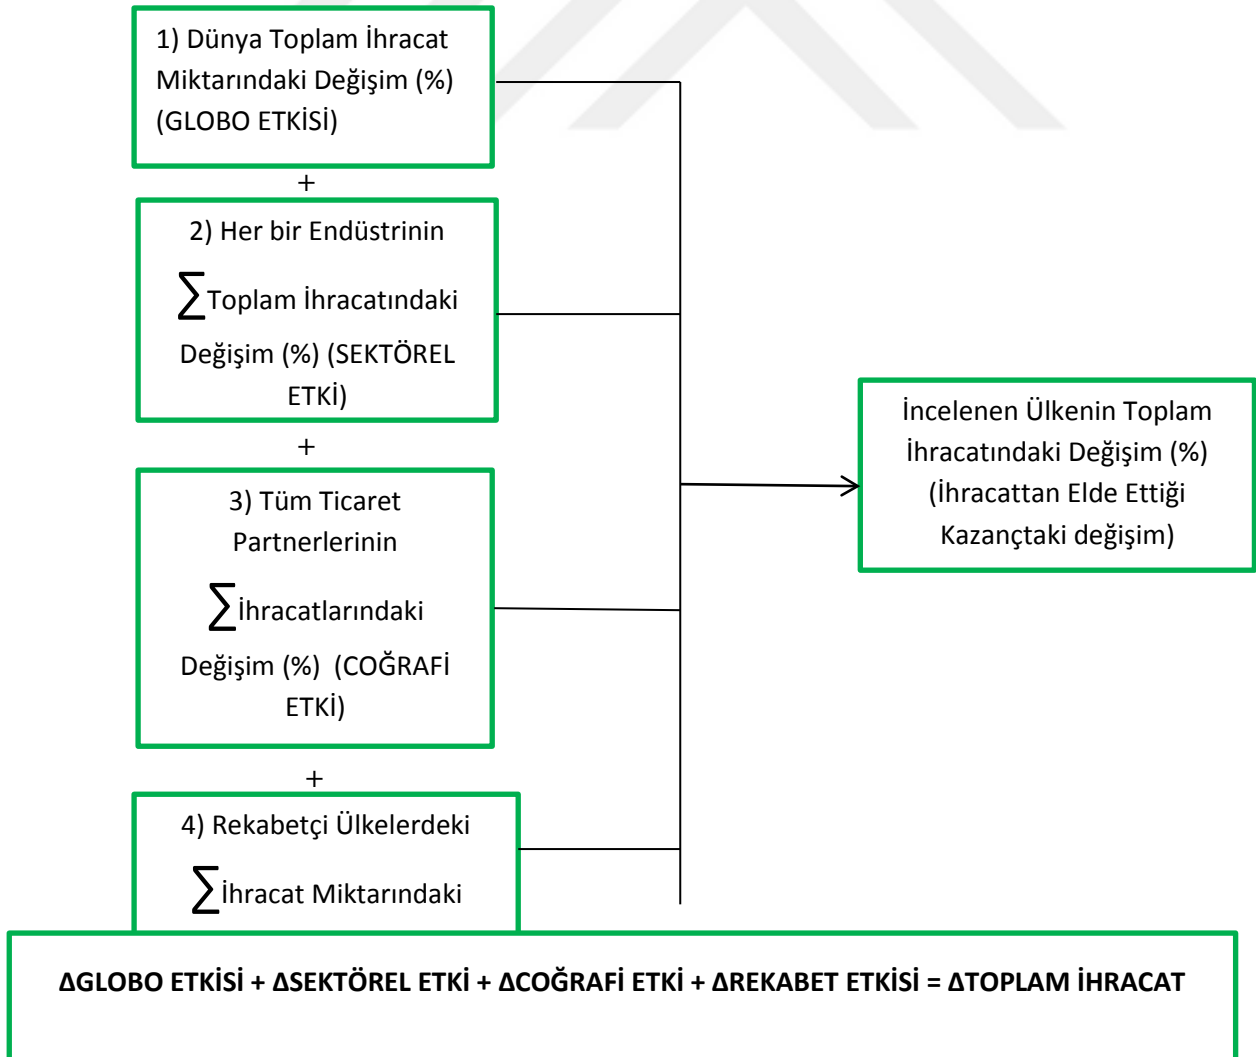 1) Dünya Toplam İhracat
Miktarındaki Değişim (%)
(GLOBO ETKİSİ)
+
2) Her bir Endüstrinin
∑Toplam İhracatındaki
Değişim (%) (SEKTÖREL
ETKİ)
+
3) Tüm Ticaret
Partnerlerinin
∑İhracatlarındaki
Değişim (%) (COĞRAFİ
ETKİ)
+
4) Rekabetçi Ülkelerdeki
∑İhracat Miktarındaki
İncelenen Ülkenin Toplam
İhracatındaki Değişim (%)
(İhracattan Elde Ettiği
Kazançtaki değişim)
ΔGLOBO ETKİSİ + ΔSEKTÖREL ETKİ + ΔCOĞRAFİ ETKİ + ΔREKABET ETKİSİ = ΔTOPLAM İHRACAT